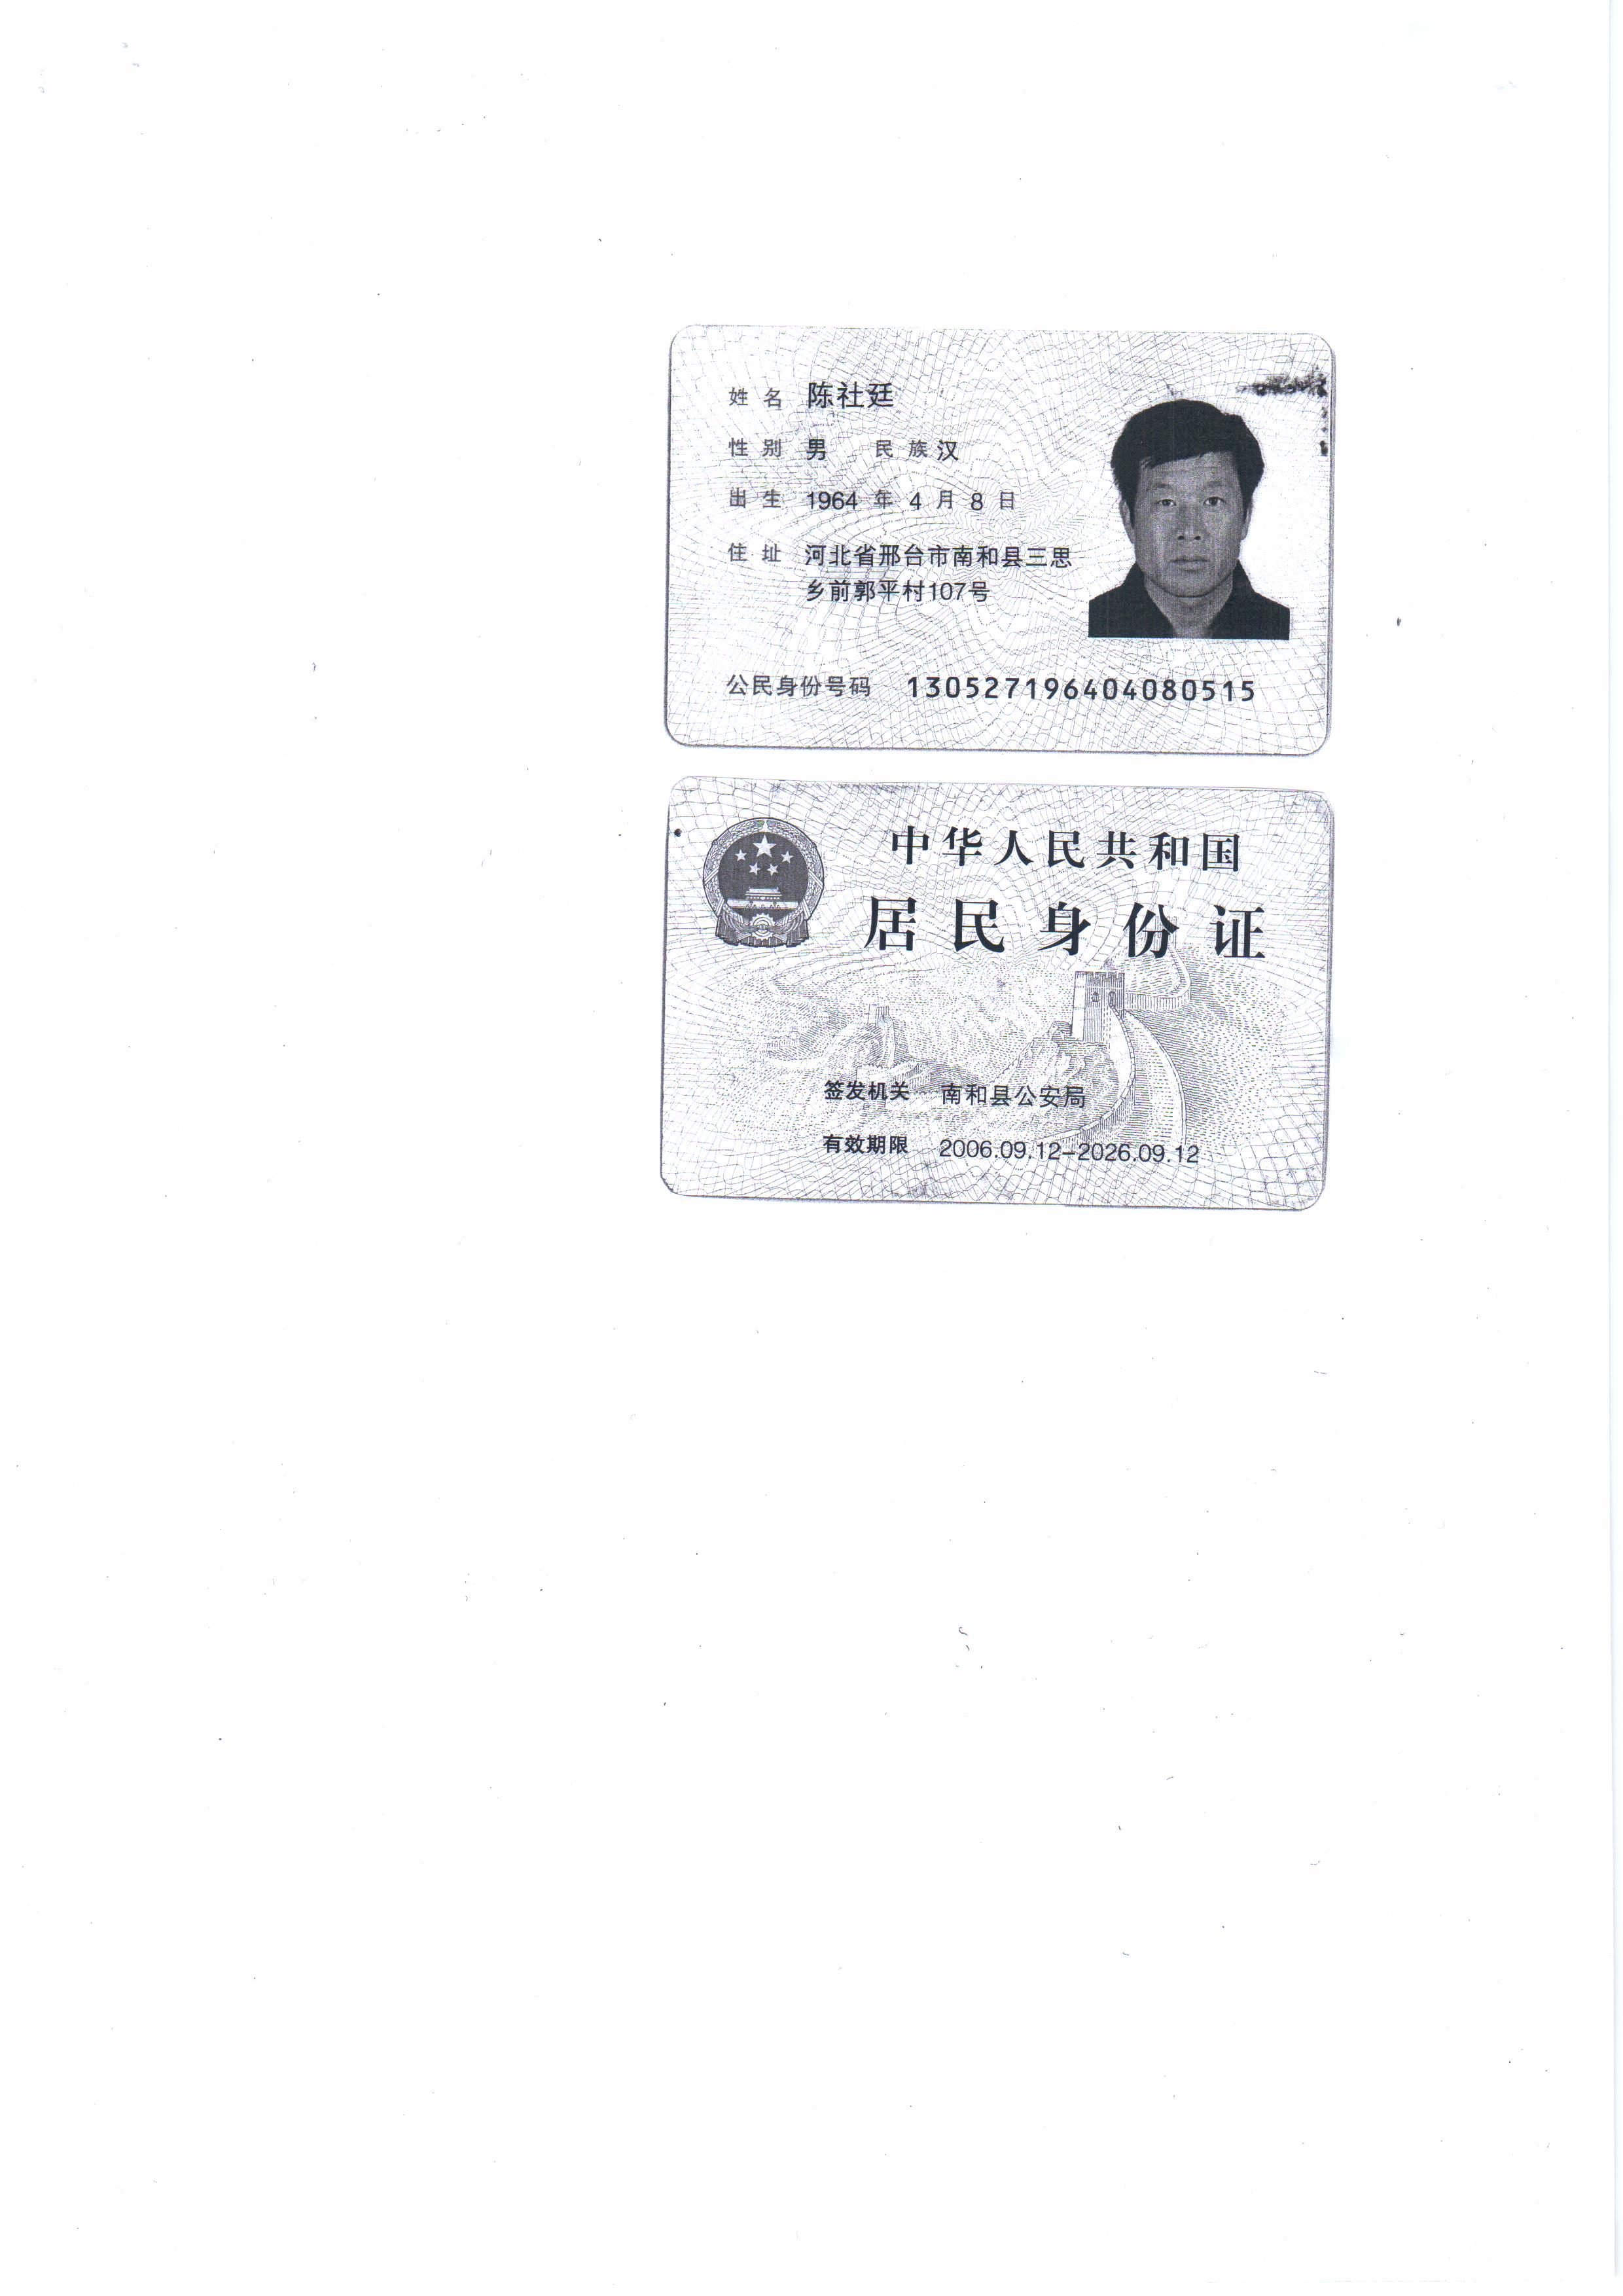 姓名 陈社廷
性别 男 民族 汉
出生 1964 年 4 月 8 日
住址 河北省邢台市南和县三思
乡前郭平村107号
公民身份号码 130527196404080515
中华人民共和国
居民身份证
签发机关 南和县公安局
有效期限 2006.09.12-2026.09.12